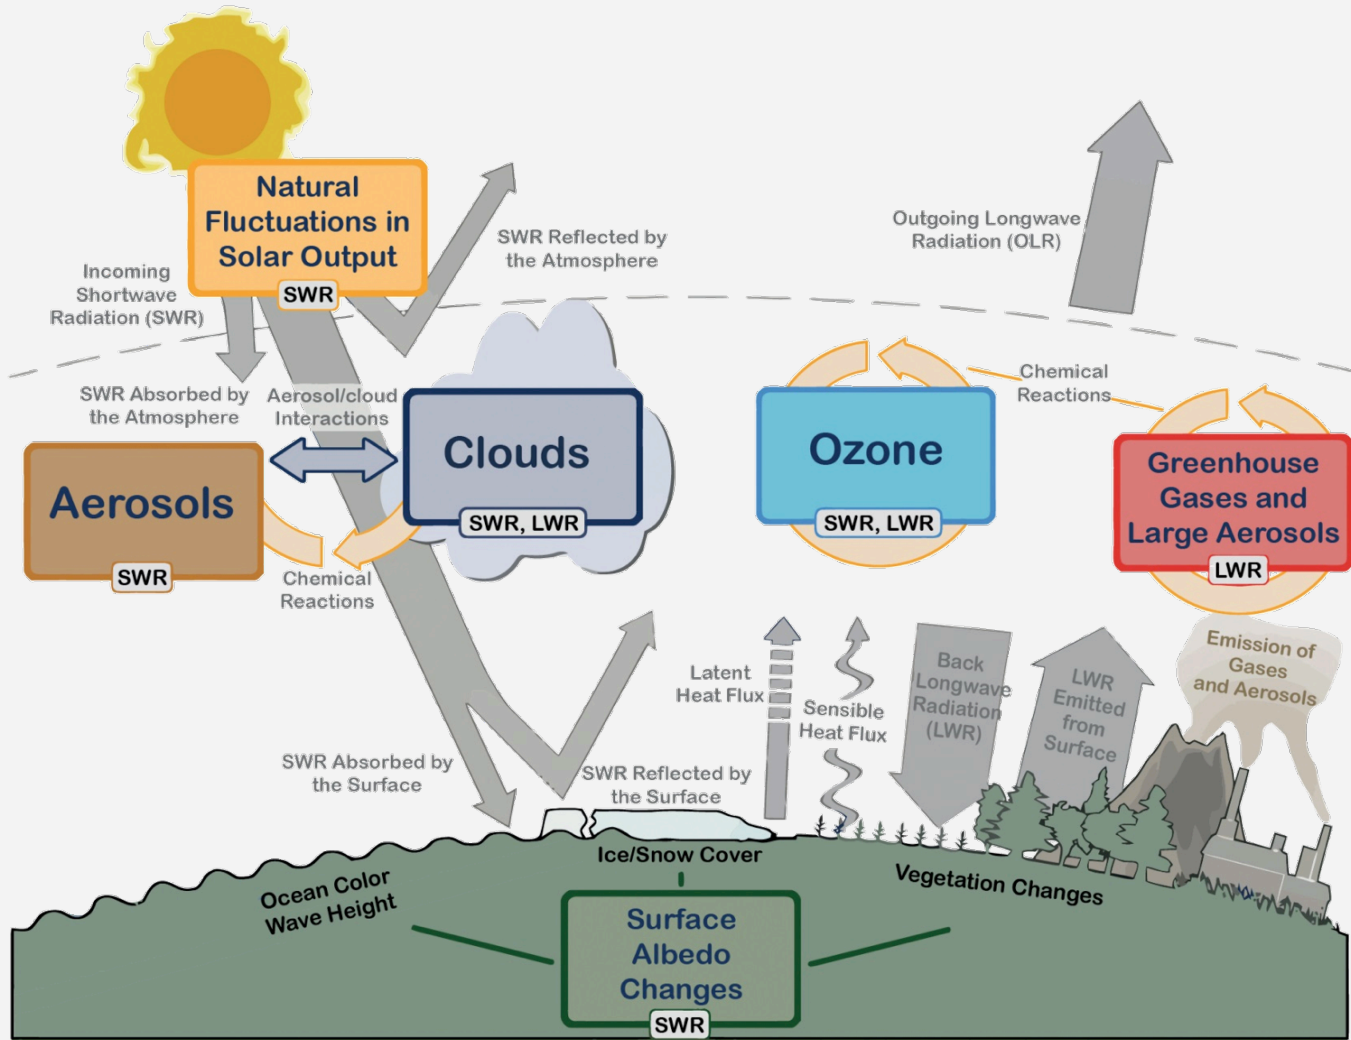 Natural
Fluctuations in
Solar Output
SWR
Incoming
Shortwave
Radiation (SWR)
SWR Reflected by
the Atmosphere
Outgoing Longwave
Radiation (OLR)
SWR Absorbed by
the Atmosphere
Aerosol/cloud
Interactions
Aerosols
SWR
Clouds
SWR, LWR
Chemical
Reactions
Ozone
SWR, LWR
Chemical
Reactions
Greenhouse
Gases and
Large Aerosols
LWR
Emission of
Gases
and Aerosols
Latent
Heat Flux
Sensible
Heat Flux
Back
Longwave
Radiation
(LWR)
LWR
Emitted
from
Surface
SWR Absorbed by
the Surface
SWR Reflected by
the Surface
Ocean Color
Wave Height
Ice/Snow Cover
Vegetation Changes
Surface
Albedo
Changes
SWR